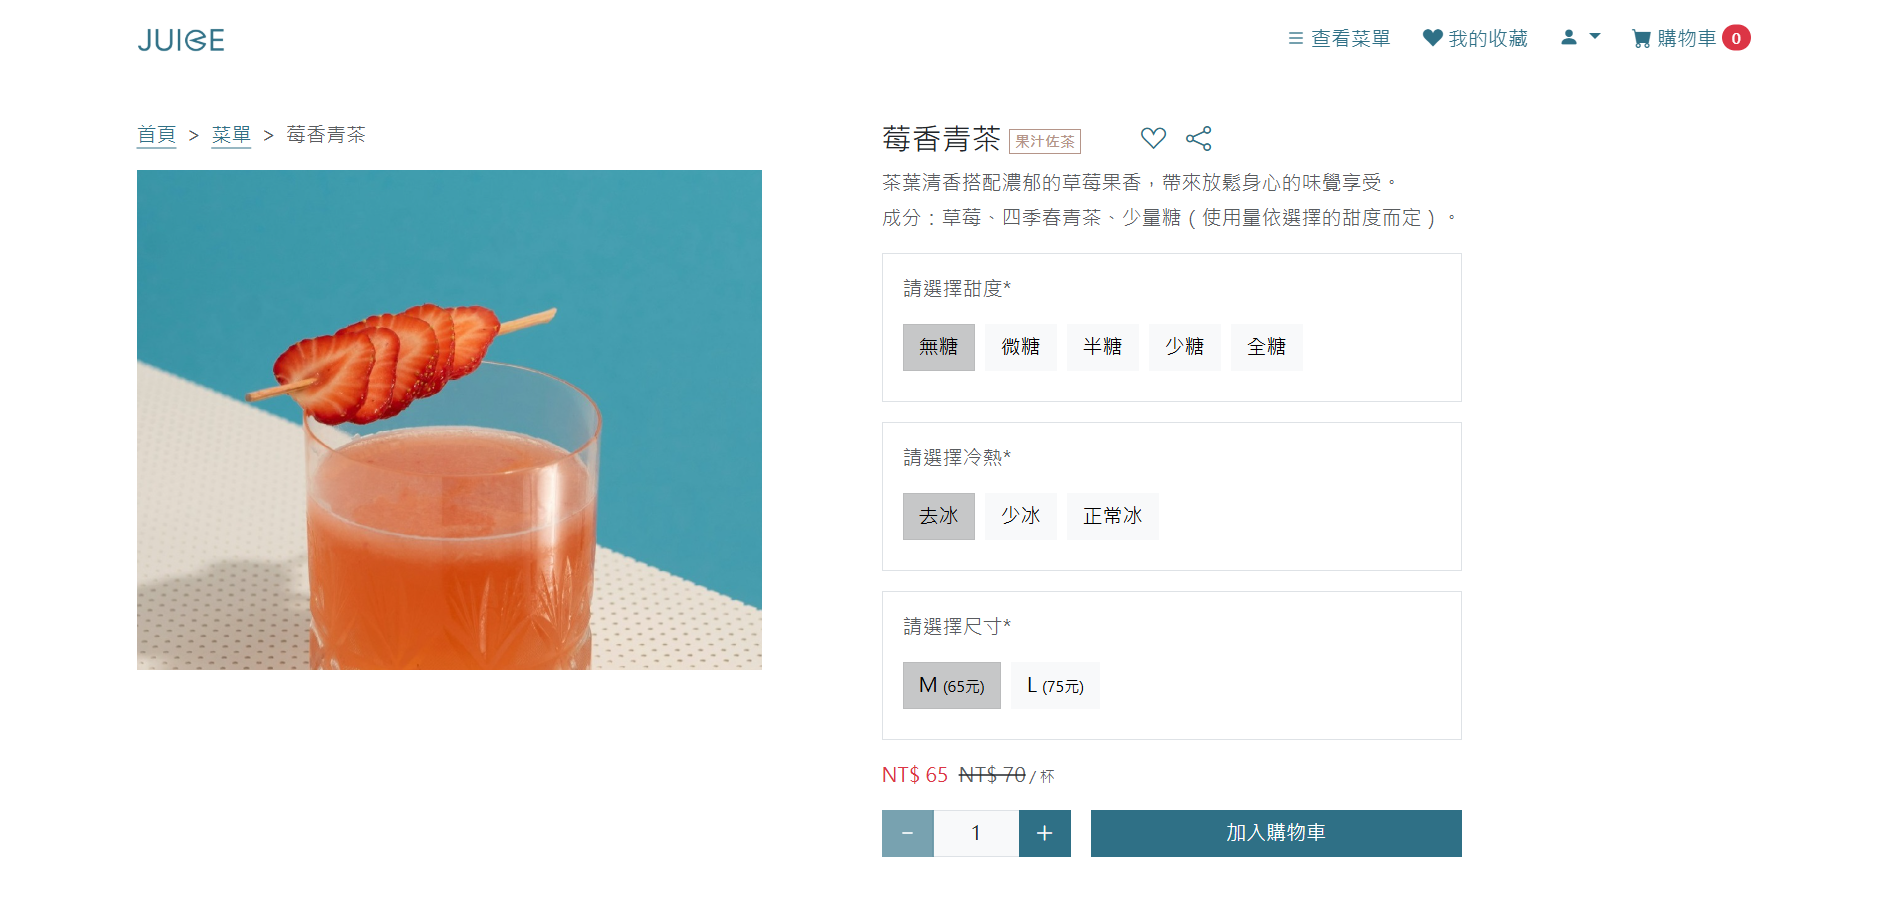 JUICE
查看菜單
我的收藏
購物車 0
首頁 > 菜單 > 莓香青茶
莓香青茶 果汁佐茶
茶葉清香搭配濃郁的草莓果香，帶來放鬆身心的味覺享受。
成分：草莓、四季春青茶、少量糖（使用量依選擇的甜度而定）。
請選擇甜度*
無糖 微糖 半糖 少糖 全糖
請選擇冷熱*
去冰 少冰 正常冰
請選擇尺寸*
M (65元) L (75元)
NT$ 65 NT$ 70 / 杯
- 1 +
加入購物車